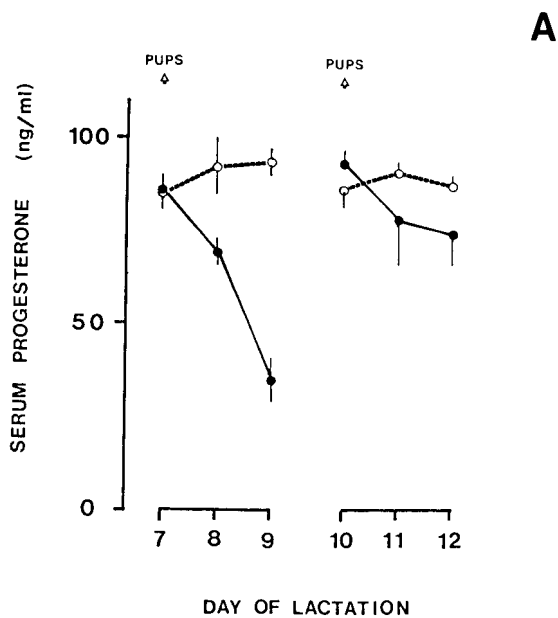 A
PUPS
PUPS
SERUM PROGESTERONE (ng/ml)
100
50
0
7
8
9
10
11
12
DAY OF LACTATION